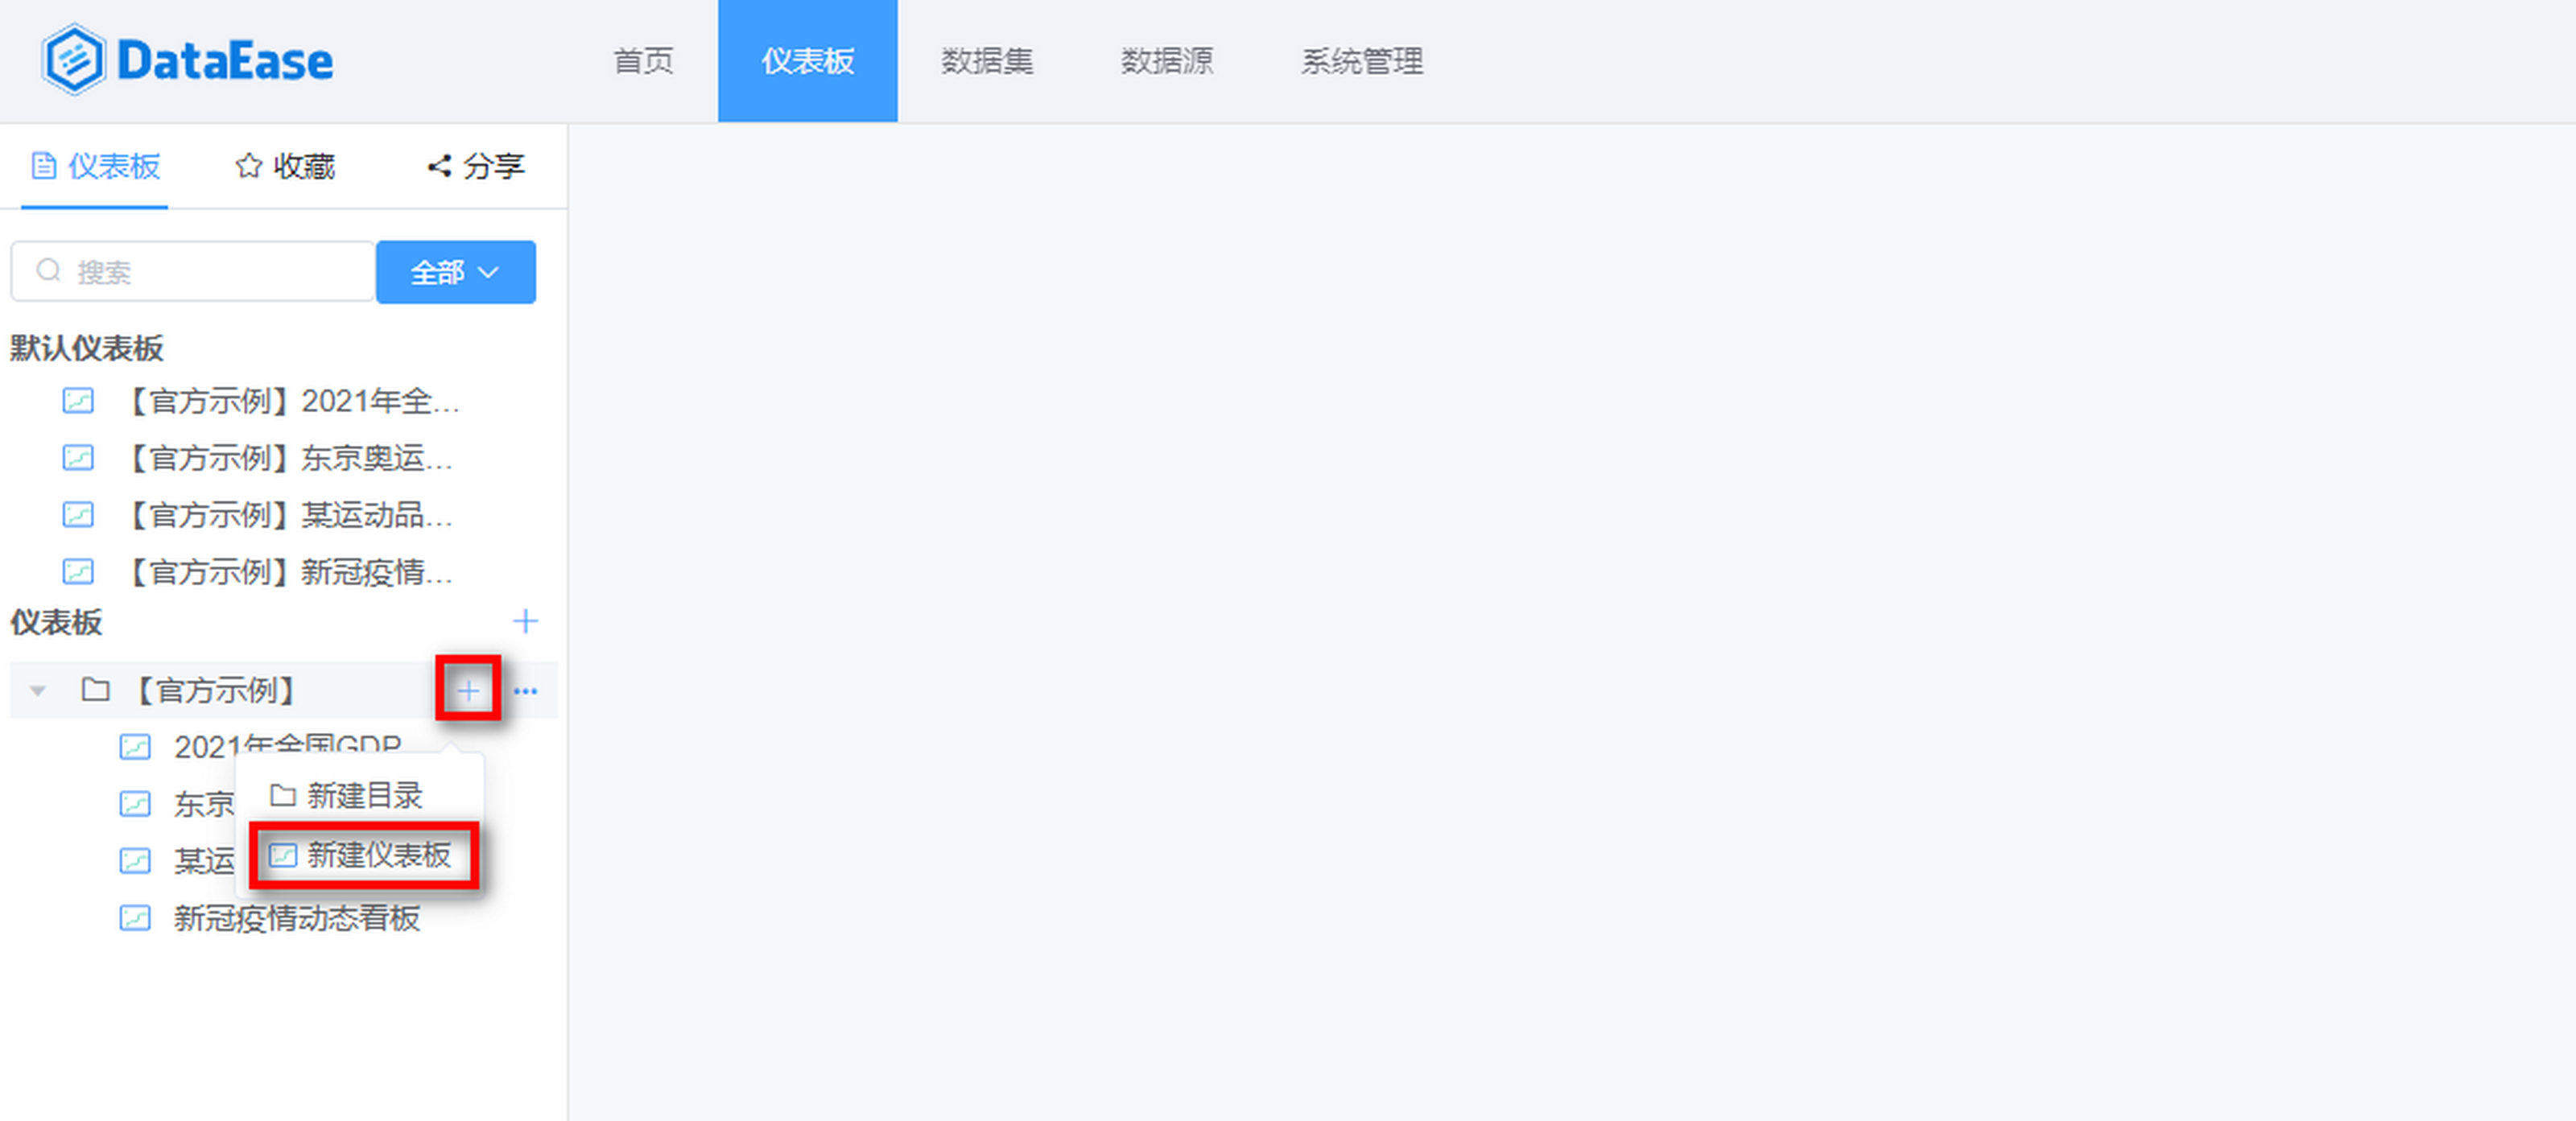 DataEase
首页 仪表板 数据集 数据源 系统管理
仪表板 收藏 分享
搜索 全部
默认仪表板
【官方示例】2021年全...
【官方示例】东京奥运...
【官方示例】某运动品...
【官方示例】新冠疫情...
仪表板
【官方示例】
2021年全国GDP
东京
新建目录
某运
新建仪表板
新冠疫情动态看板